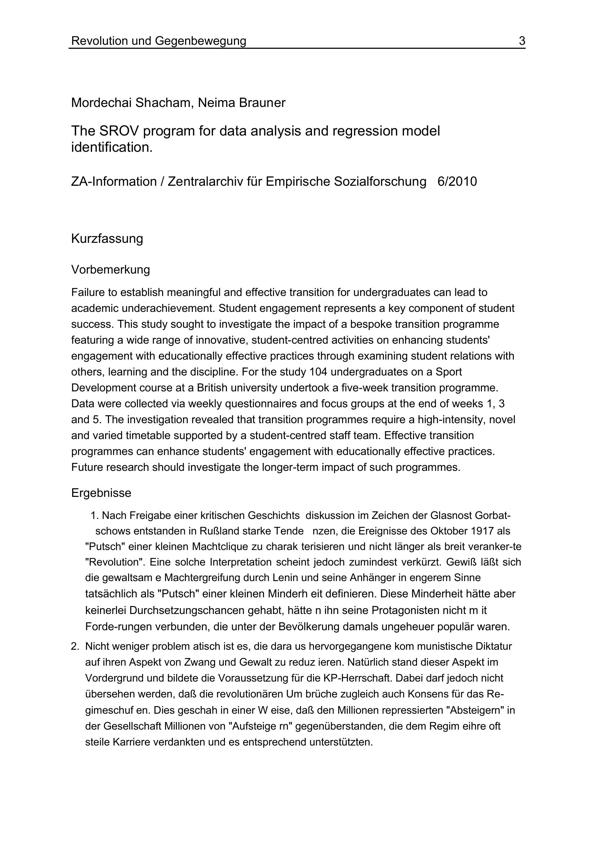 Revolution und Gegenbewegung 3
Mordechai Shacham, Neima Brauner
The SROV program for data analysis and regression model
identification.
ZA-Information / Zentralarchiv für Empirische Sozialforschung 6/2010
Kurzfassung
Vorbemerkung
Failure to establish meaningful and effective transition for undergraduates can lead to
academic underachievement. Student engagement represents a key component of student
success. This study sought to investigate the impact of a bespoke transition programme
featuring a wide range of innovative, student-centred activities on enhancing students'
engagement with educationally effective practices through examining student relations with
others, learning and the discipline. For the study 104 undergraduates on a Sport
Development course at a British university undertook a five-week transition programme.
Data were collected via weekly questionnaires and focus groups at the end of weeks 1, 3
and 5. The investigation revealed that transition programmes require a high-intensity, novel
and varied timetable supported by a student-centred staff team. Effective transition
programmes can enhance students' engagement with educationally effective practices.
Future research should investigate the longer-term impact of such programmes.
Ergebnisse
1. Nach Freigabe einer kritischen Geschichts diskussion im Zeichen der Glasnost Gorbat-
schows entstanden in Rußland starke Tende nzen, die Ereignisse des Oktober 1917 als
"Putsch" einer kleinen Machtclique zu charak terisieren und nicht länger als breit veranker-te
"Revolution". Eine solche Interpretation scheint jedoch zumindest verkürzt. Gewiß läßt sich
die gewaltsam e Machtergreifung durch Lenin und seine Anhänger in engerem Sinne
tatsächlich als "Putsch" einer kleinen Minderh eit definieren. Diese Minderheit hätte aber
keinerlei Durchsetzungschancen gehabt, hätte n ihn seine Protagonisten nicht m it
Forde-rungen verbunden, die unter der Bevölkerung damals ungeheuer populär waren.
2. Nicht weniger problem atisch ist es, die dara us hervorgegangene kom munistische Diktatur
auf ihren Aspekt von Zwang und Gewalt zu reduz ieren. Natürlich stand dieser Aspekt im
Vordergrund und bildete die Voraussetzung für die KP-Herrschaft. Dabei darf jedoch nicht
übersehen werden, daß die revolutionären Um brüche zugleich auch Konsens für das Re-
gimeschuf en. Dies geschah in einer W eise, daß den Millionen repressierten "Absteigern" in
der Gesellschaft Millionen von "Aufsteige rn" gegenüberstanden, die dem Regim eihre oft
steile Karriere verdankten und es entsprechend unterstützten.